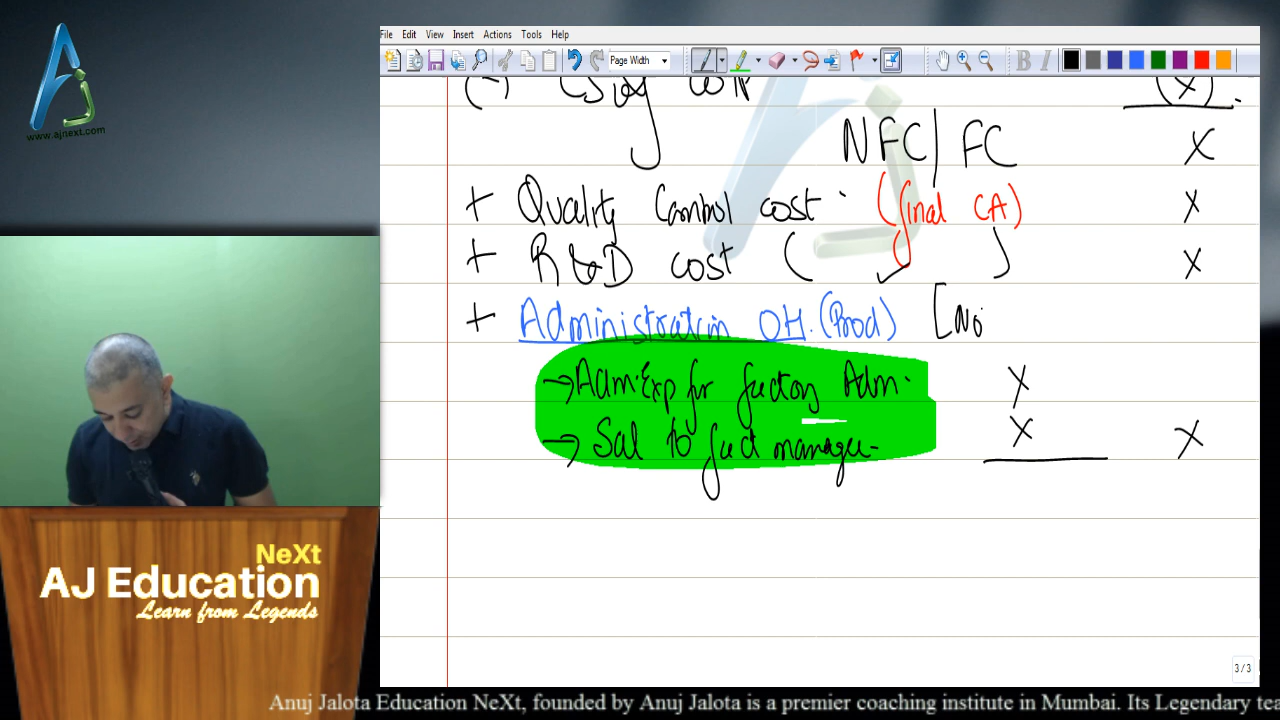 File Edit View Insert Actions Tools Help
Page Width
B I
www.ajnext.com
(-) Closing WIP (X)
NFC/FC X
+ Quality Control cost (final CA) X
+ R&D cost ( ) X
+ Administration OH.(Prod) [No
→Adm.Exp for factory Adm. X
→ Sal to fact manager X X
NeXt
AJ Education
Learn from Legends
3/3
Anuj Jalota Education NeXt, founded by Anuj Jalota is a premier coaching institute in Mumbai. Its Legendary tea